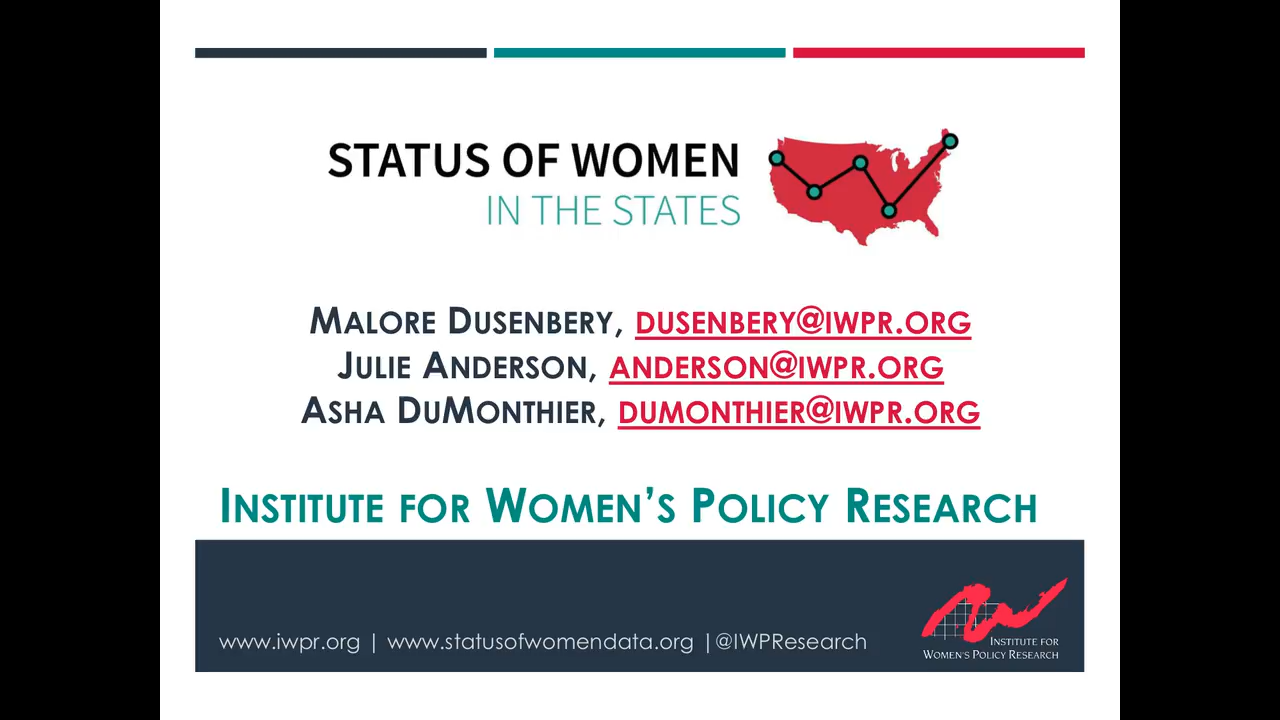 STATUS OF WOMEN
IN THE STATES
MALORE DUSENBERY, DUSENBERY@IWPR.ORG
JULIE ANDERSON, ANDERSON@IWPR.ORG
ASHA DUMONTHIER, DUMONTHIER@IWPR.ORG
INSTITUTE FOR WOMEN’S POLICY RESEARCH
www.iwpr.org | www.statusofwomendata.org |@IWPResearch
INSTITUTE FOR
WOMEN'S POLICY RESEARCH